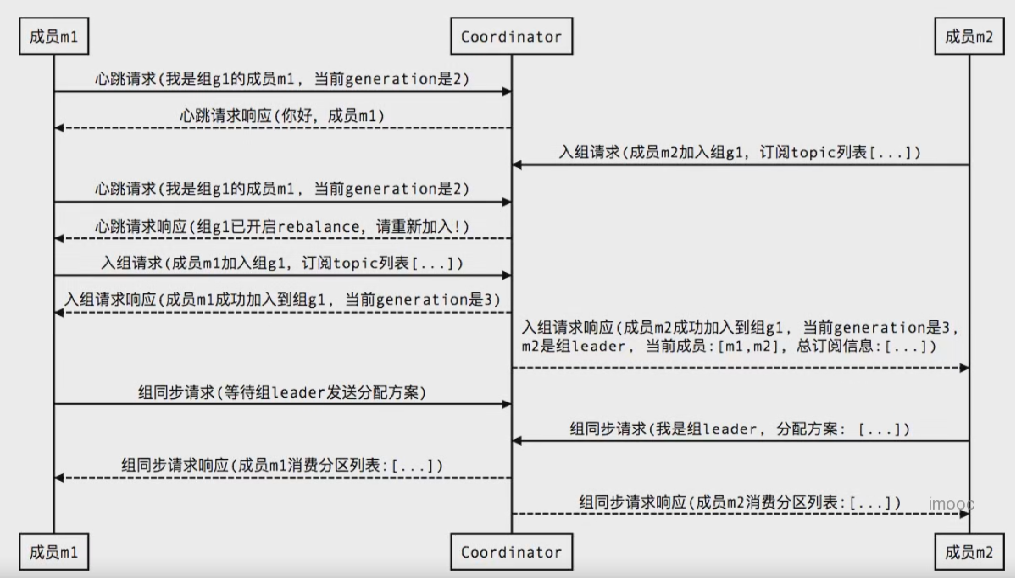 成员m1
Coordinator
成员m2
心跳请求(我是组g1的成员m1, 当前generation是2)
心跳请求响应(你好, 成员m1)
入组请求(成员m2加入组g1, 订阅topic列表[...])
心跳请求(我是组g1的成员m1, 当前generation是2)
心跳请求响应(组g1已开启rebalance, 请重新加入!)
入组请求(成员m1加入组g1, 订阅topic列表[...])
入组请求响应(成员m1成功加入到组g1, 当前generation是3)
入组请求响应(成员m2成功加入到组g1, 当前generation是3,
m2是组leader, 当前成员:[m1,m2], 总订阅信息:[...])
组同步请求(等待组leader发送分配方案)
组同步请求(我是组leader, 分配方案: [...])
组同步请求响应(成员m1消费分区列表:[...])
组同步请求响应(成员m2消费分区列表:[...])
imooc
成员m1
Coordinator
成员m2